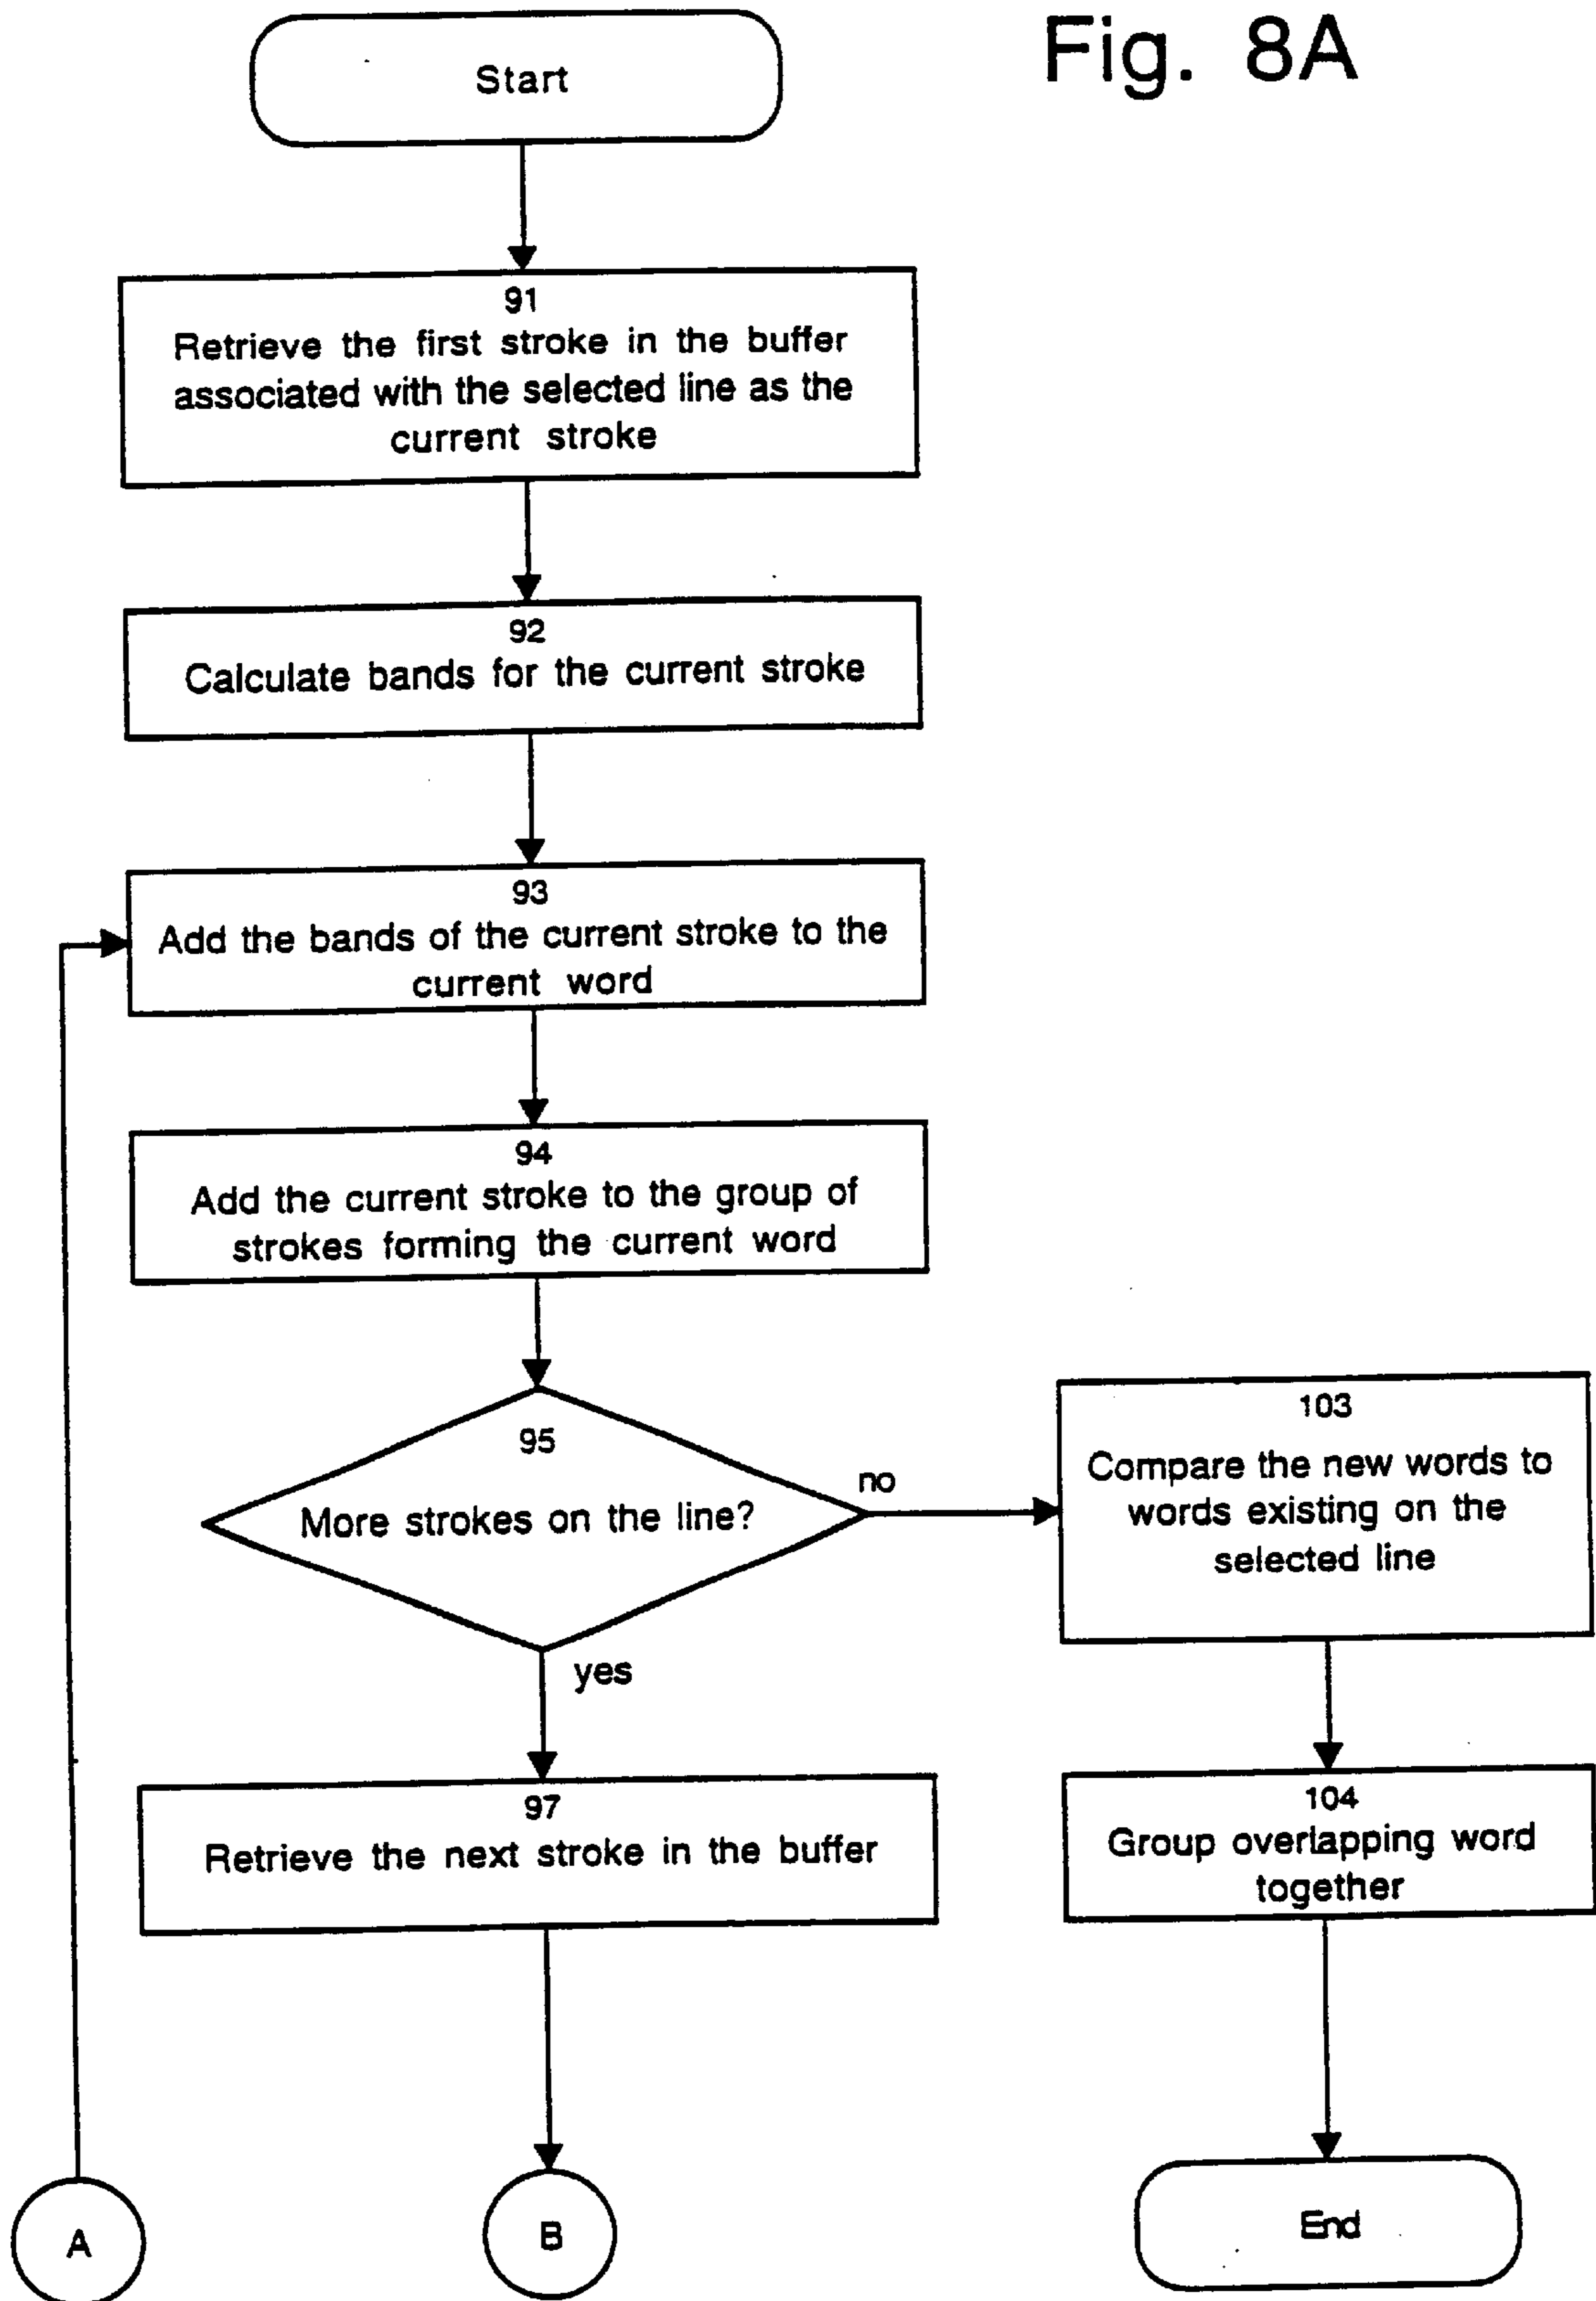 Fig. 8A
Start
91
Retrieve the first stroke in the buffer
associated with the selected line as the
current stroke
92
Calculate bands for the current stroke
93
Add the bands of the current stroke to the
current word
94
Add the current stroke to the group of
strokes forming the current word
95
More strokes on the line?
no
yes
103
Compare the new words to
words existing on the
selected line
97
Retrieve the next stroke in the buffer
104
Group overlapping word
together
A
B
End